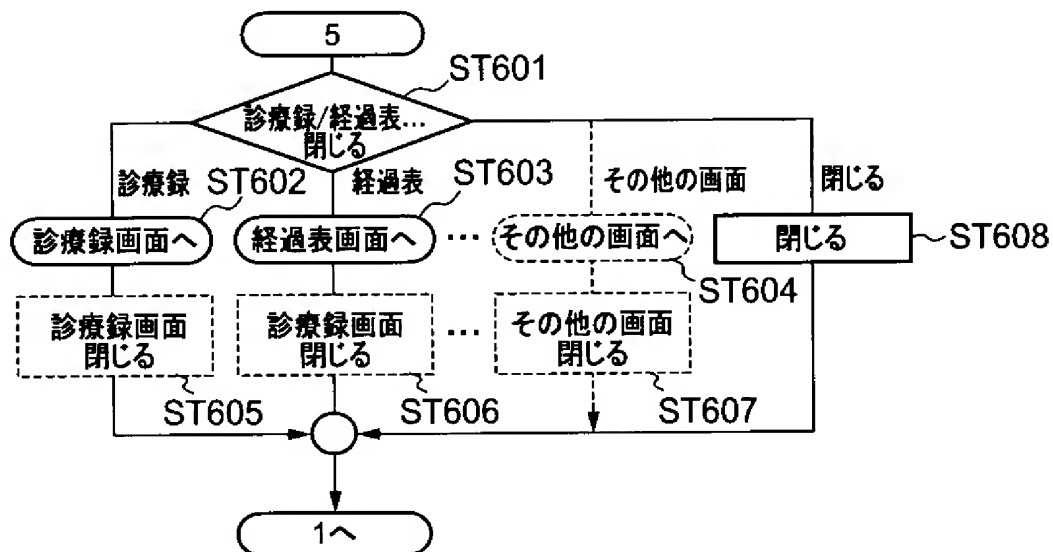 5
ST601
診療録/経過表…
閉じる
診療録
ST602
経過表
ST603
その他の画面
閉じる
診療録画面へ
経過表画面へ
…
その他の画面へ
閉じる
ST608
ST604
診療録画面
閉じる
診療録画面
閉じる
…
その他の画面
閉じる
ST605
ST606
ST607
1へ